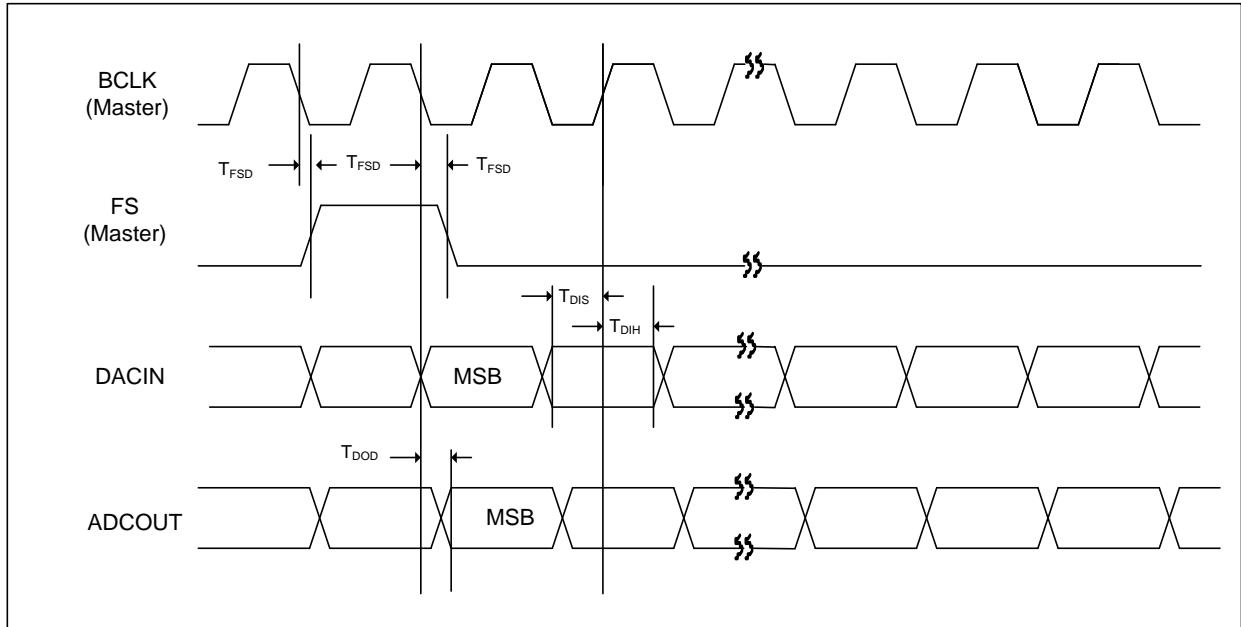 BCLK
(Master)
TFSD TFSD TFSD
FS
(Master)
TDIS
TDIH
DACIN
MSB
TDOD
ADCOUT
MSB